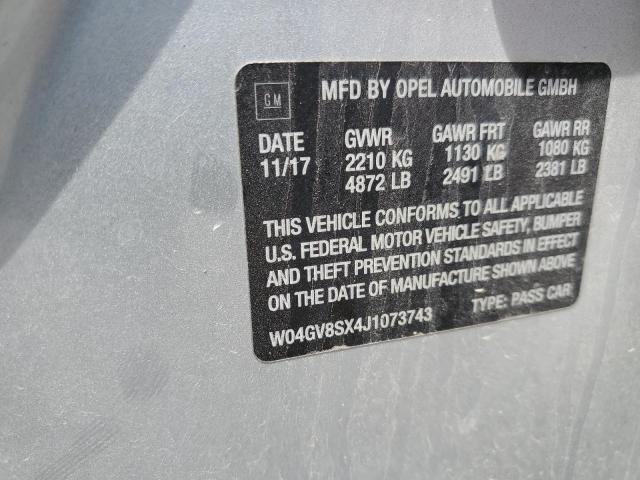 GM
MFD BY OPEL AUTOMOBILE GMBH
DATE GVWR GAWR FRT GAWR RR
11/17 2210 KG 1130 KG 1080 KG
4872 LB 2491 LB 2381 LB
THIS VEHICLE CONFORMS TO ALL APPLICABLE
U.S. FEDERAL MOTOR VEHICLE SAFETY, BUMPER
AND THEFT PREVENTION STANDARDS IN EFFECT
ON THE DATE OF MANUFACTURE SHOWN ABOVE
W04GV8SX4J1073743 TYPE: PASS CAR